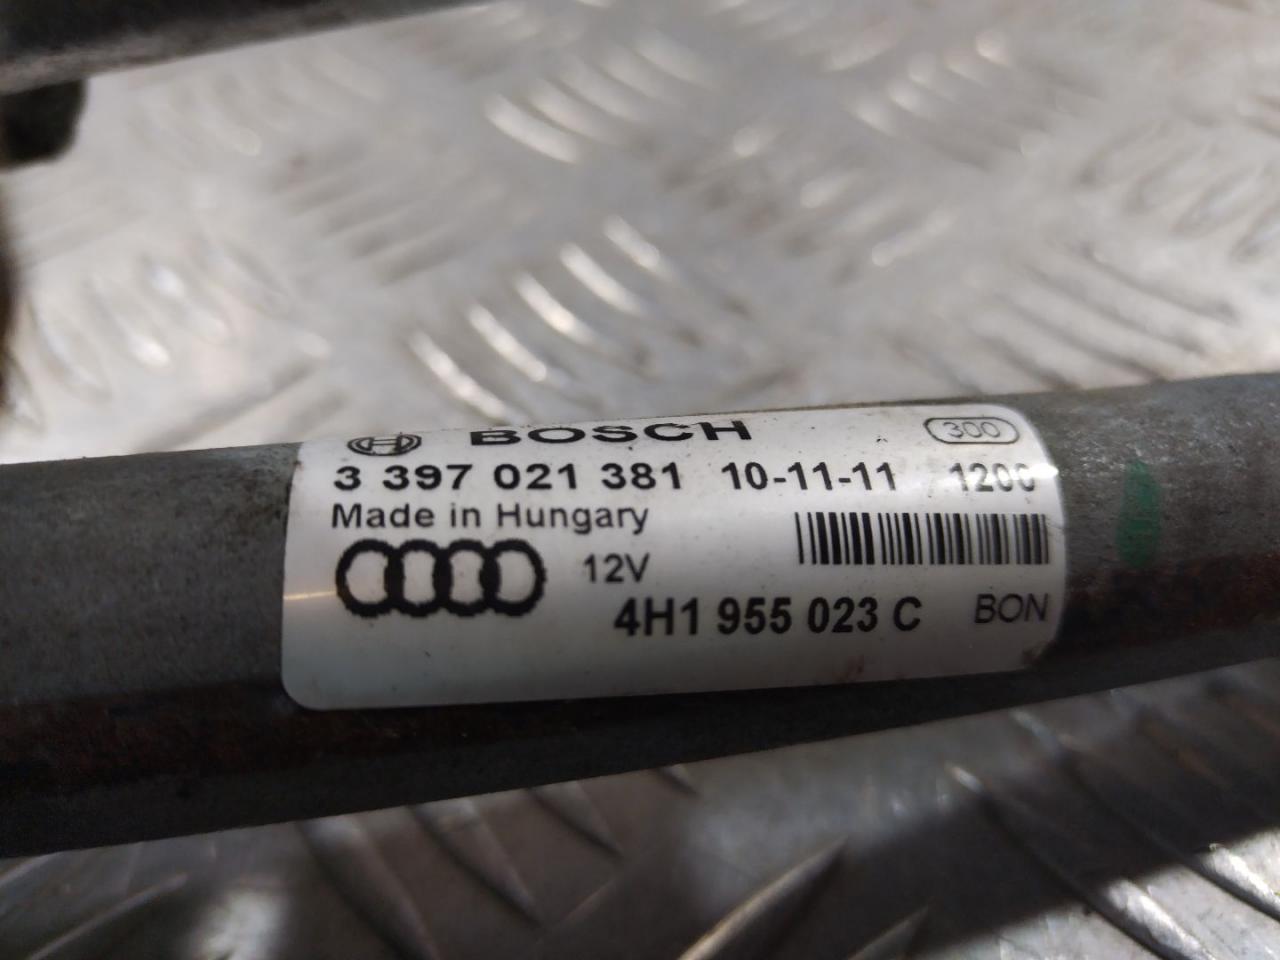 BOSCH 300
3 397 021 381 10-11-11 1200
Made in Hungary
12V
4H1 955 023 C BON